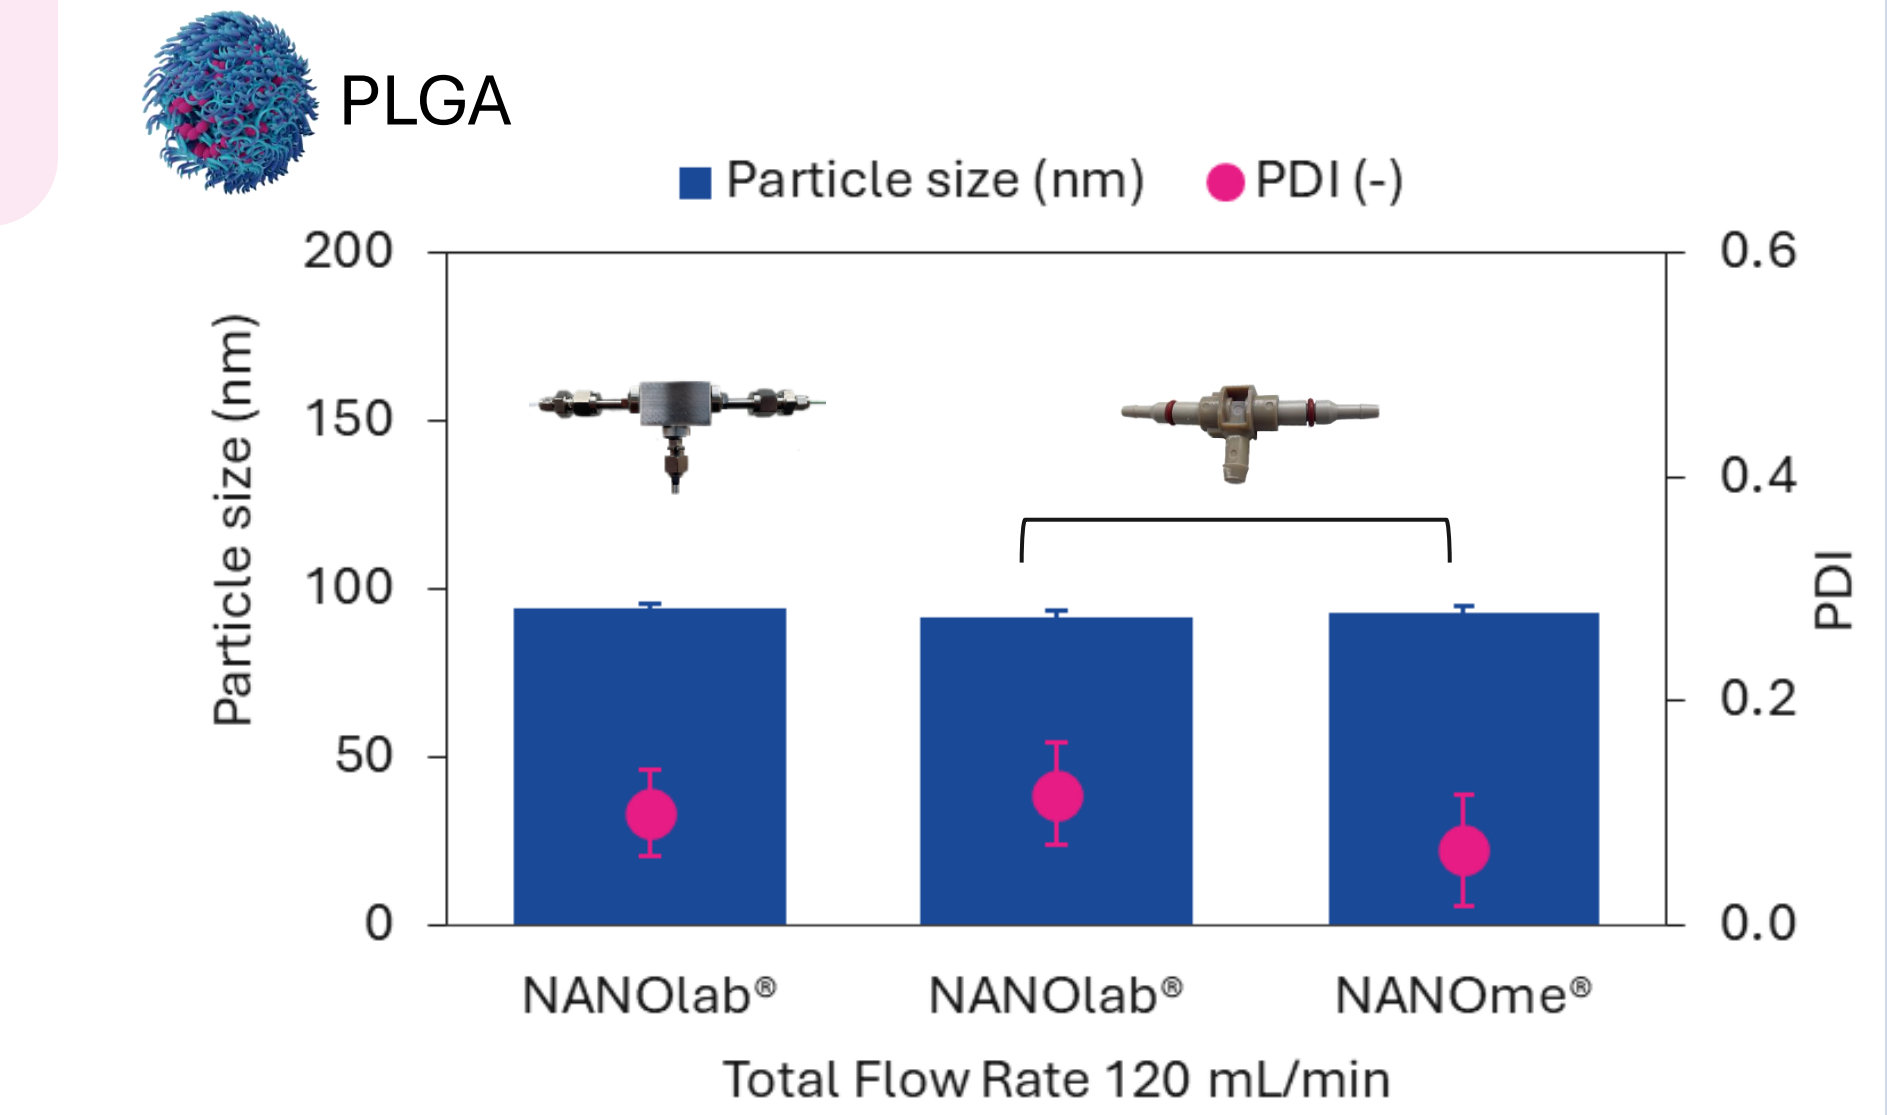 PLGA
Particle size (nm) PDI (-)
200
150
100
50
0
Particle size (nm)
0.6
0.4
0.2
0.0
PDI
NANOlab® NANOlab® NANOme®
Total Flow Rate 120 mL/min